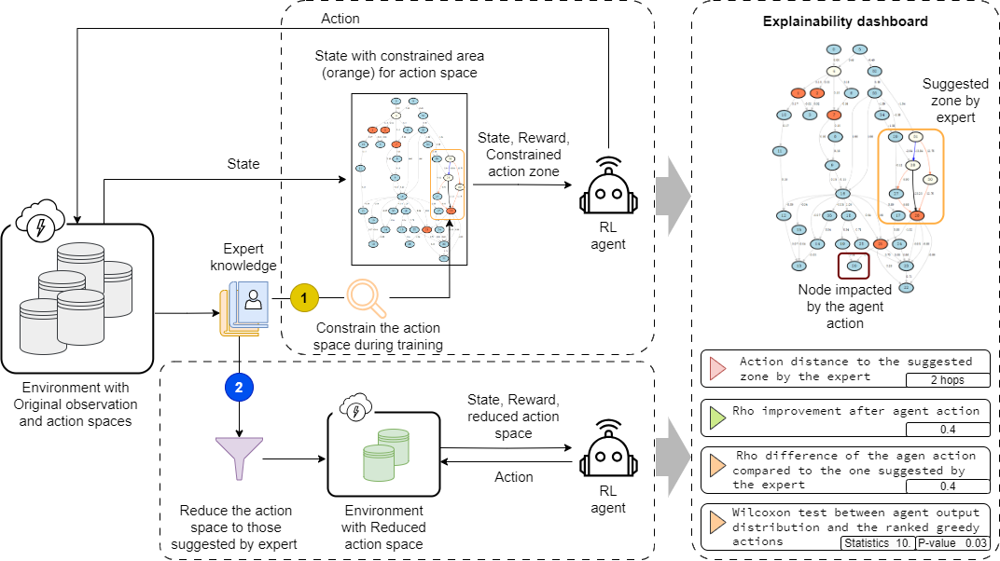 Action
State with constrained area
(orange) for action space
State
State, Reward,
Constrained
action zone
RL
agent
Expert
knowledge
1
Constrain the action
space during training
Environment with
Original observation
and action spaces
2
Reduce the action
space to those
suggested by expert
Environment
with Reduced
action space
State, Reward,
reduced action
space
Action
RL
agent
Explainability dashboard
Suggested
zone by
expert
Node impacted
by the agent
action
Action distance to the suggested
zone by the expert
2 hops
Rho improvement after agent action
0.4
Rho difference of the agen action
compared to the one suggested by
the expert
0.4
Wilcoxon test between agent output
distribution and the ranked greedy
actions
Statistics 10.
P-value 0.03